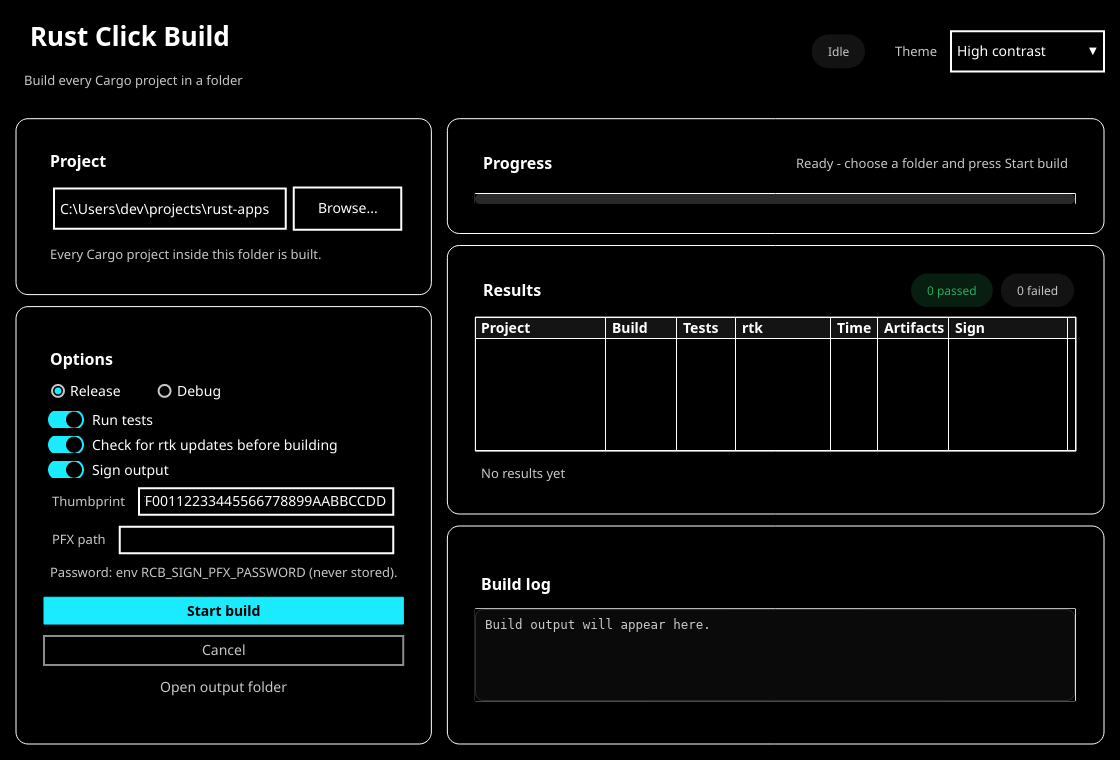 Rust Click Build
Build every Cargo project in a folder
Idle
Theme
High contrast
Project
C:\Users\dev\projects\rust-apps
Browse...
Every Cargo project inside this folder is built.
Options
Release
Debug
Run tests
Check for rtk updates before building
Sign output
Thumbprint
F00112233445566778899AABBCCDD
PFX path
Password: env RCB_SIGN_PFX_PASSWORD (never stored).
Start build
Cancel
Open output folder
Progress
Ready - choose a folder and press Start build
Results
0 passed
0 failed
Project Build Tests rtk Time Artifacts Sign
No results yet
Build log
Build output will appear here.